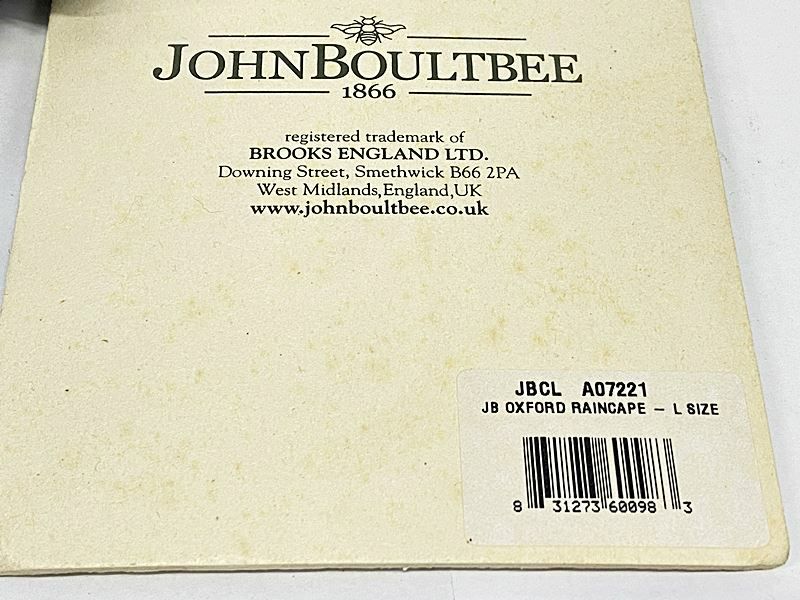 JOHNBOULTBEE
1866
registered trademark of
BROOKS ENGLAND LTD.
Downing Street, Smethwick B66 2PA
West Midlands,England,UK
www.johnboultbee.co.uk
JBCL A07221
JB OXFORD RAINCAPE – L SIZE
8 31273 60098 3